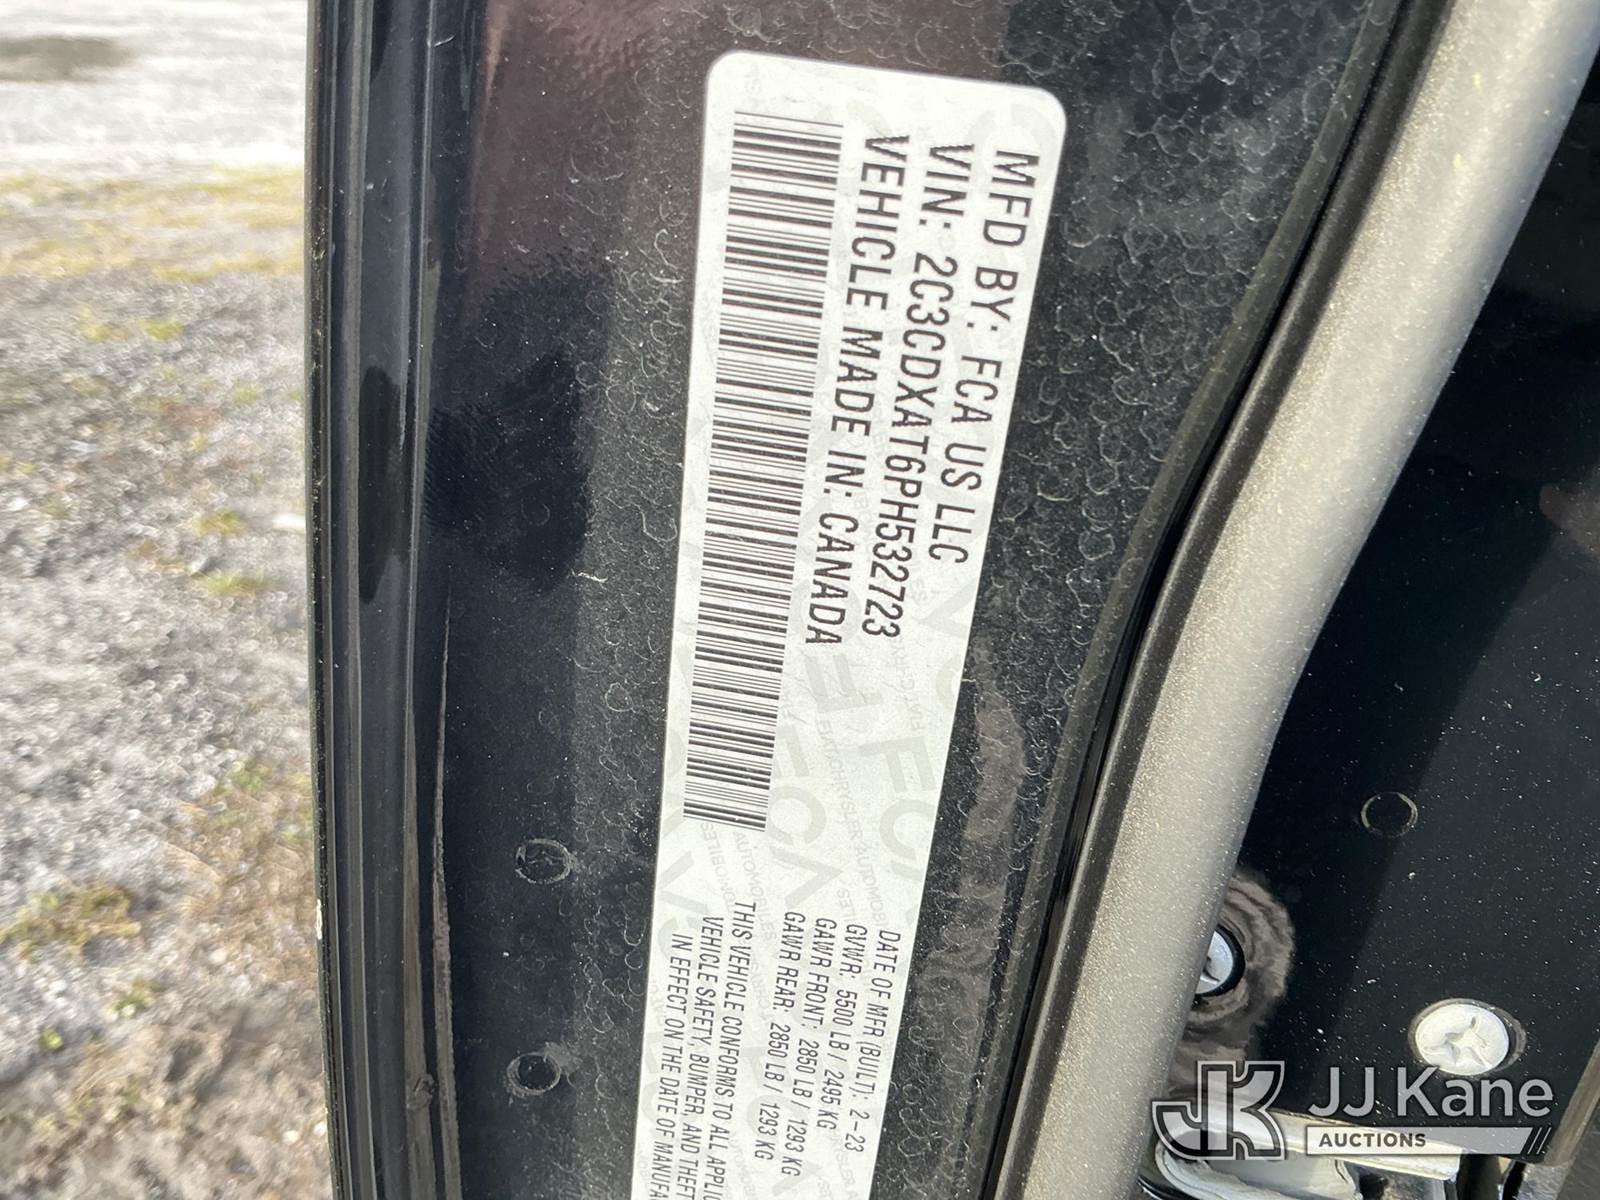 MFD BY: FCA US LLC
VIN: 2C3CDXAT6PH532723
VEHICLE MADE IN: CANADA
DATE OF MFR (BUILT): 2-23
GVWR: 5500 LB / 2495 KG
GAWR FRONT: 2850 LB / 1293 KG
GAWR REAR: 2850 LB / 1293 KG
THIS VEHICLE CONFORMS TO ALL APPLIC
VEHICLE SAFETY, BUMPER, AND THEFT
IN EFFECT ON THE DATE OF MANUFA
JJ Kane
AUCTIONS